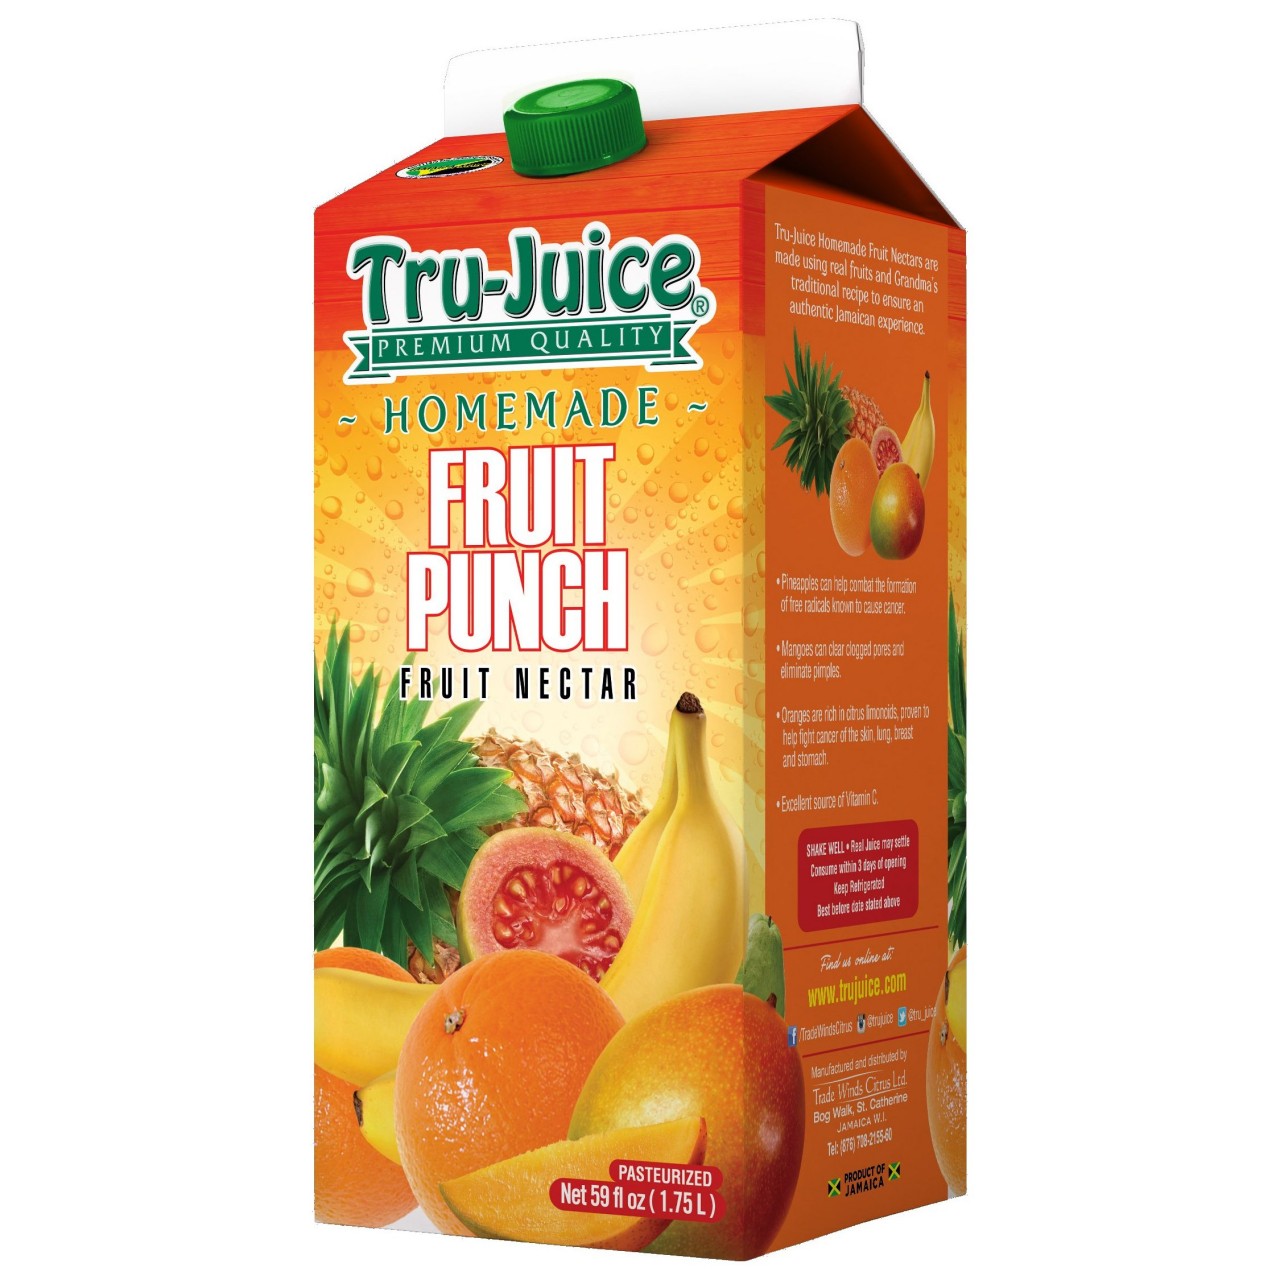 Tru-Juice®
PREMIUM QUALITY
~ HOMEMADE ~
FRUIT
PUNCH
FRUIT NECTAR
PASTEURIZED
Net 59 fl oz ( 1.75 L )
Tru-Juice Homemade Fruit Nectars are
made using real fruits and Grandma's
traditional recipe to ensure an
authentic Jamaican experience.
• Pineapples can help combat the formation
of free radicals known to cause cancer.
• Mangoes can clear clogged pores and
eliminate pimples.
• Oranges are rich in citrus limonoids, proven to
help fight cancer of the skin, lung, breast
and stomach.
• Excellent source of Vitamin C.
SHAKE WELL • Real Juice may settle
Consume within 3 days of opening
Keep Refrigerated
Best before date stated above
Find us online at:
www.trujuice.com
/TradeWindsCitrus @trujuice @tru_juice
Manufactured and distributed by
Trade Winds Citrus Ltd.
Bog Walk, St. Catherine
JAMAICA W.I.
Tel: (876) 708-2155-60
PRODUCT OF
JAMAICA